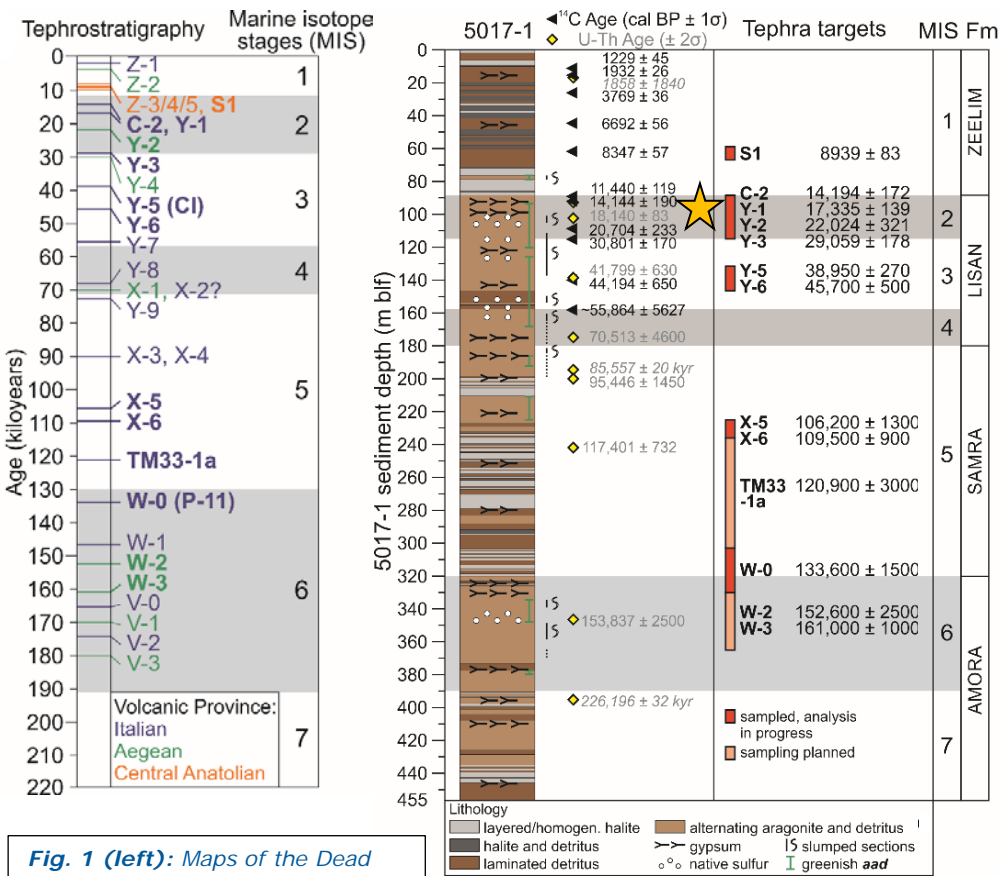 Tephrostratigraphy
Marine isotope
stages (MIS)
Age (kiloyears)
0
10
20
30
40
50
60
70
80
90
100
110
120
130
140
150
160
170
180
190
200
210
220
Z-1
Z-2
Z-3/4/5, S1
C-2, Y-1
Y-2
Y-3
Y-4
Y-5 (CI)
Y-6
Y-7
Y-8
X-1, X-2?
Y-9
X-3, X-4
X-5
X-6
TM33-1a
W-0 (P-11)
W-1
W-2
W-3
V-0
V-1
V-2
V-3
1
2
3
4
5
6
7
Volcanic Province:
Italian
Aegean
Central Anatolian
Fig. 1 (left): Maps of the Dead
5017-1
14C Age (cal BP ± 1σ)
U-Th Age (± 2σ)
Tephra targets
MIS Fm
5017-1 sediment depth (m blf)
0
20
40
60
80
100
120
140
160
180
200
220
240
260
280
300
320
340
360
380
400
420
440
455
1229 ± 45
1932 ± 26
1858 ± 1840
3769 ± 36
6692 ± 56
8347 ± 57
11,440 ± 119
14,144 ± 190
18,140 ± 83
20,704 ± 233
30,801 ± 170
41,799 ± 630
44,194 ± 650
~55,864 ± 5627
70,513 ± 4600
85,557 ± 20 kyr
95,446 ± 1450
117,401 ± 732
153,837 ± 2500
226,196 ± 32 kyr
S1 8939 ± 83
C-2 14,194 ± 172
Y-1 17,335 ± 139
Y-2 22,024 ± 321
Y-3 29,059 ± 178
Y-5 38,950 ± 270
Y-6 45,700 ± 500
X-5 106,200 ± 1300
X-6 109,500 ± 900
TM33 120,900 ± 3000
-1a
W-0 133,600 ± 1500
W-2 152,600 ± 2500
W-3 161,000 ± 1000
sampled, analysis
in progress
sampling planned
1
2
3
4
5
6
7
ZEELIM
LISAN
SAMRA
AMORA
Lithology
layered/homogen. halite
halite and detritus
laminated detritus
alternating aragonite and detritus
gypsum
native sulfur
slumped sections
greenish aad